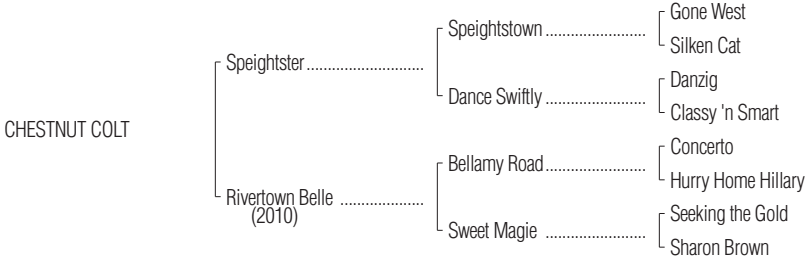 Gone West
Speightstown ........................
Silken Cat
Speightster ............................
Danzig
Dance Swiftly ........................
Classy 'n Smart
CHESTNUT COLT
Concerto
Bellamy Road ........................
Hurry Home Hillary
Rivertown Belle ....................
(2010)
Seeking the Gold
Sweet Magie ........................
Sharon Brown